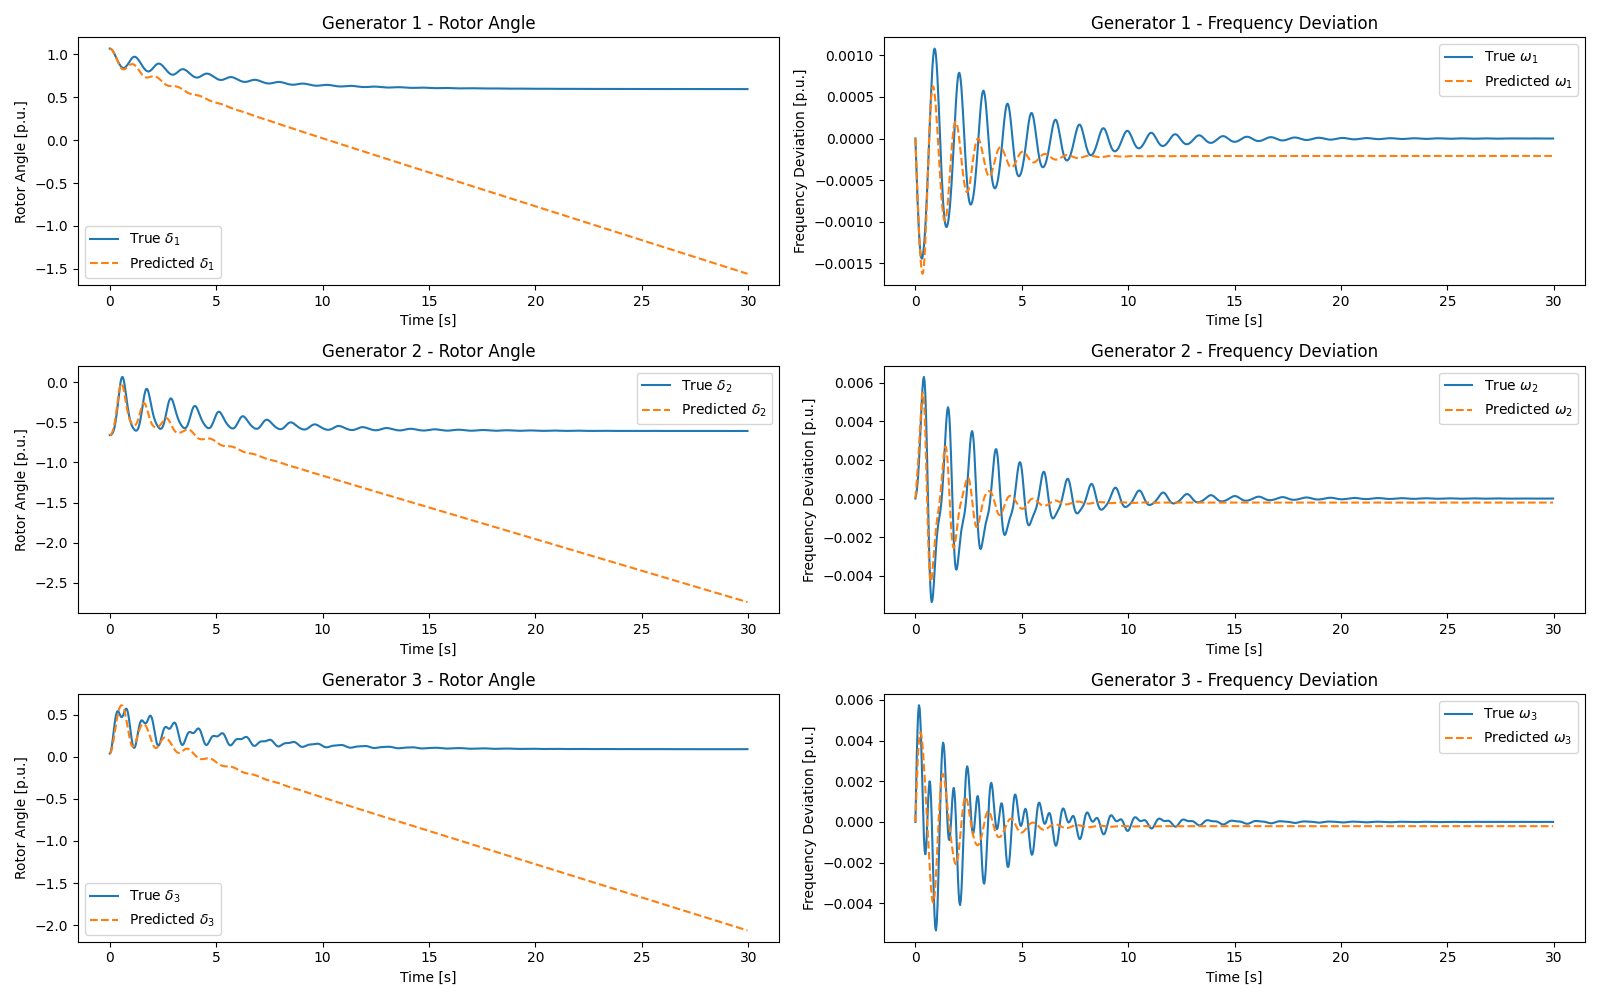 Generator 1 - Rotor Angle
Rotor Angle [p.u.]
1.0
0.5
0.0
−0.5
−1.0
−1.5
True δ1
Predicted δ1
0 5 10 15 20 25 30
Time [s]
Generator 1 - Frequency Deviation
Frequency Deviation [p.u.]
0.0010
0.0005
0.0000
−0.0005
−0.0010
−0.0015
True ω1
Predicted ω1
0 5 10 15 20 25 30
Time [s]
Generator 2 - Rotor Angle
Rotor Angle [p.u.]
0.0
−0.5
−1.0
−1.5
−2.0
−2.5
True δ2
Predicted δ2
0 5 10 15 20 25 30
Time [s]
Generator 2 - Frequency Deviation
Frequency Deviation [p.u.]
0.006
0.004
0.002
0.000
−0.002
−0.004
True ω2
Predicted ω2
0 5 10 15 20 25 30
Time [s]
Generator 3 - Rotor Angle
Rotor Angle [p.u.]
0.5
0.0
−0.5
−1.0
−1.5
−2.0
True δ3
Predicted δ3
0 5 10 15 20 25 30
Time [s]
Generator 3 - Frequency Deviation
Frequency Deviation [p.u.]
0.006
0.004
0.002
0.000
−0.002
−0.004
True ω3
Predicted ω3
0 5 10 15 20 25 30
Time [s]